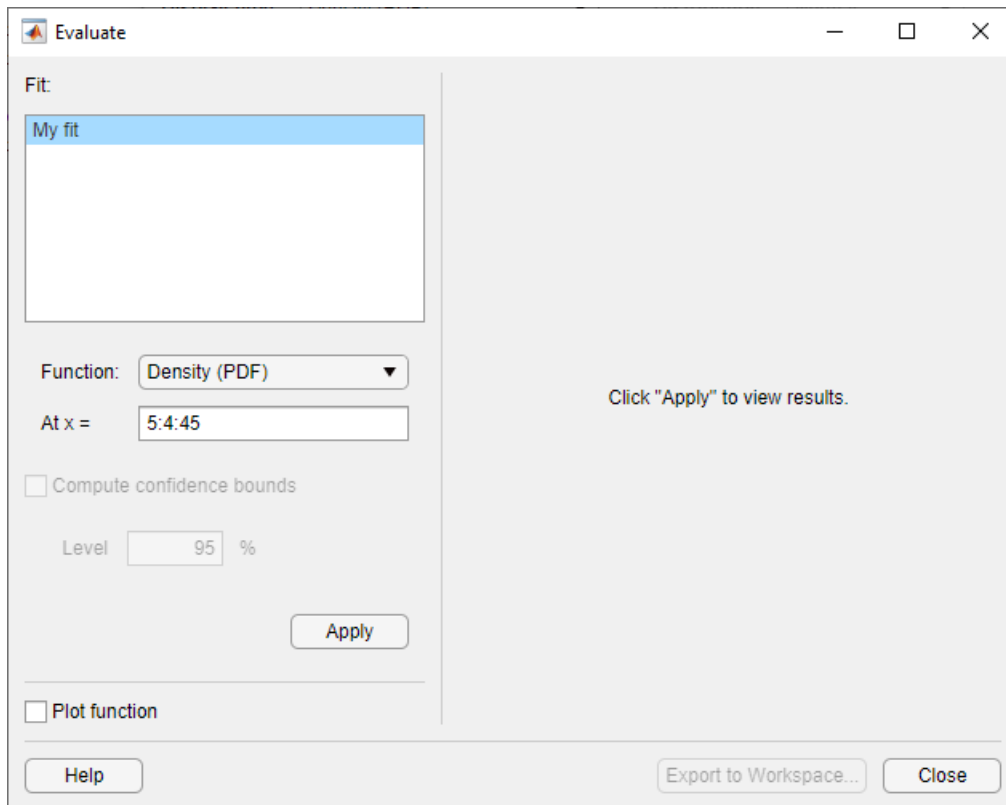 Evaluate
Fit:
My fit
Function: Density (PDF)
At x = 5:4:45
Compute confidence bounds
Level 95 %
Apply
Plot function
Click "Apply" to view results.
Help
Export to Workspace...
Close